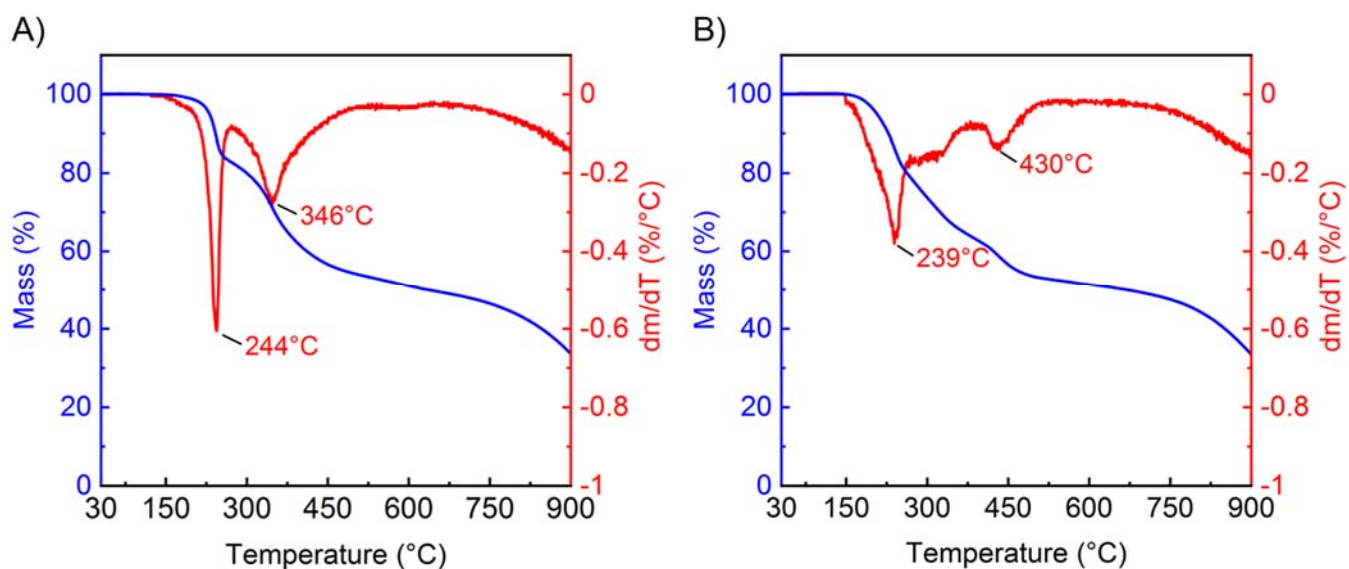 A)
100
80
60
40
20
0
Mass (%)
0
-0.2
-0.4
-0.6
-0.8
-1
dm/dT (%/°C)
346°C
244°C
30 150 300 450 600 750 900
Temperature (°C)
B)
100
80
60
40
20
0
Mass (%)
0
-0.2
-0.4
-0.6
-0.8
-1
dm/dT (%/°C)
430°C
239°C
30 150 300 450 600 750 900
Temperature (°C)